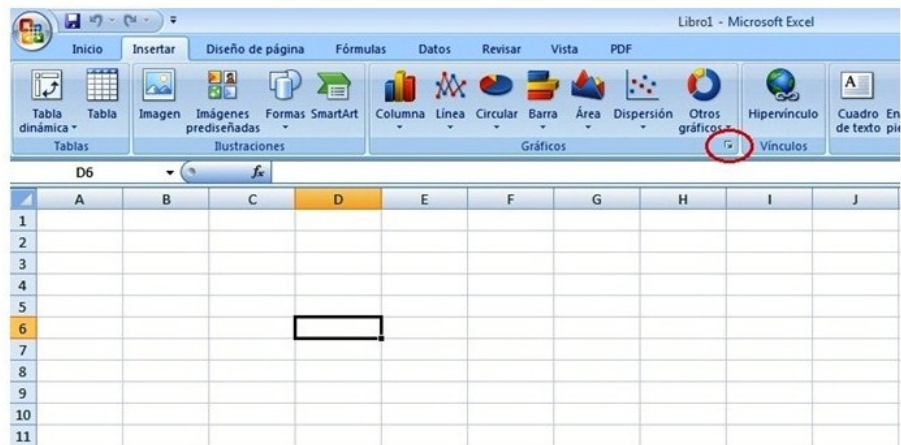 Libro1 - Microsoft Excel
Inicio Insertar Diseño de página Fórmulas Datos Revisar Vista PDF
Tabla dinámica Tabla Imagen Imágenes prediseñadas Formas SmartArt Columna Línea Circular Barra Área Dispersión Otros gráficos Hipervínculo Cuadro de texto
Tablas Ilustraciones Gráficos Vínculos
D6 fx
A B C D E F G H I J
1
2
3
4
5
6
7
8
9
10
11